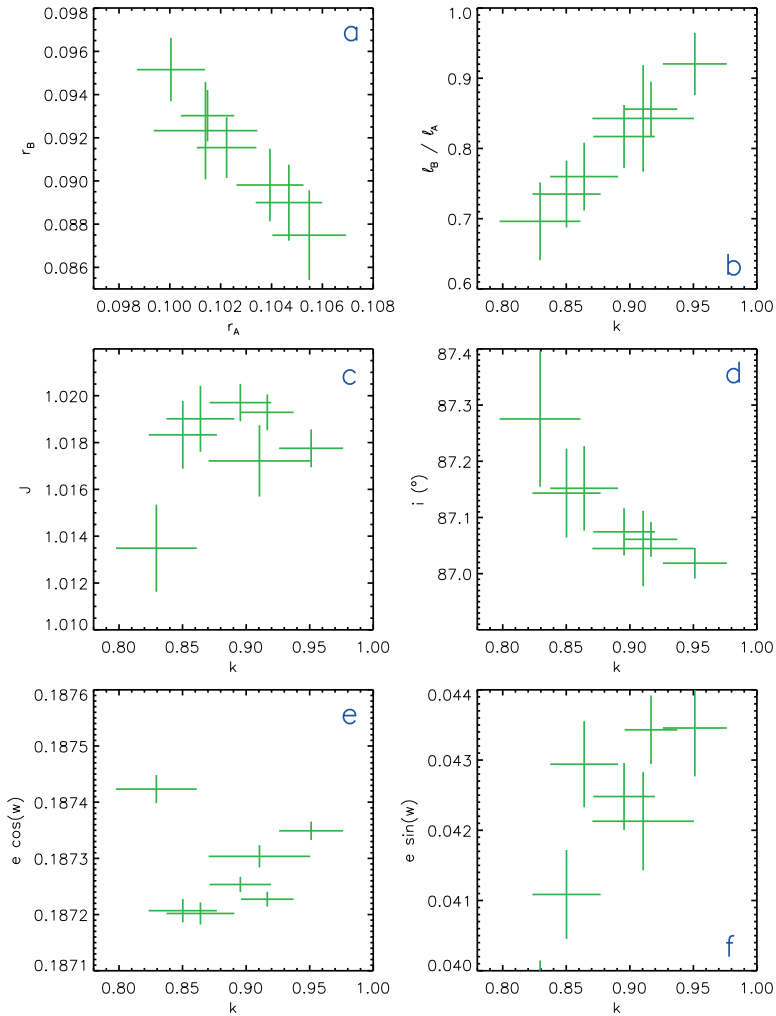 a
0.098
0.096
0.094
0.092
0.090
0.088
0.086
r_B
0.098 0.100 0.102 0.104 0.106 0.108
r_A
b
1.0
0.9
0.8
0.7
0.6
ℓ_B / ℓ_A
0.80 0.85 0.90 0.95 1.00
k
c
1.020
1.018
1.016
1.014
1.012
1.010
J
0.80 0.85 0.90 0.95 1.00
k
d
87.4
87.3
87.2
87.1
87.0
i (°)
0.80 0.85 0.90 0.95 1.00
k
e
0.1876
0.1875
0.1874
0.1873
0.1872
0.1871
e cos(w)
0.80 0.85 0.90 0.95 1.00
k
f
0.044
0.043
0.042
0.041
0.040
e sin(w)
0.80 0.85 0.90 0.95 1.00
k